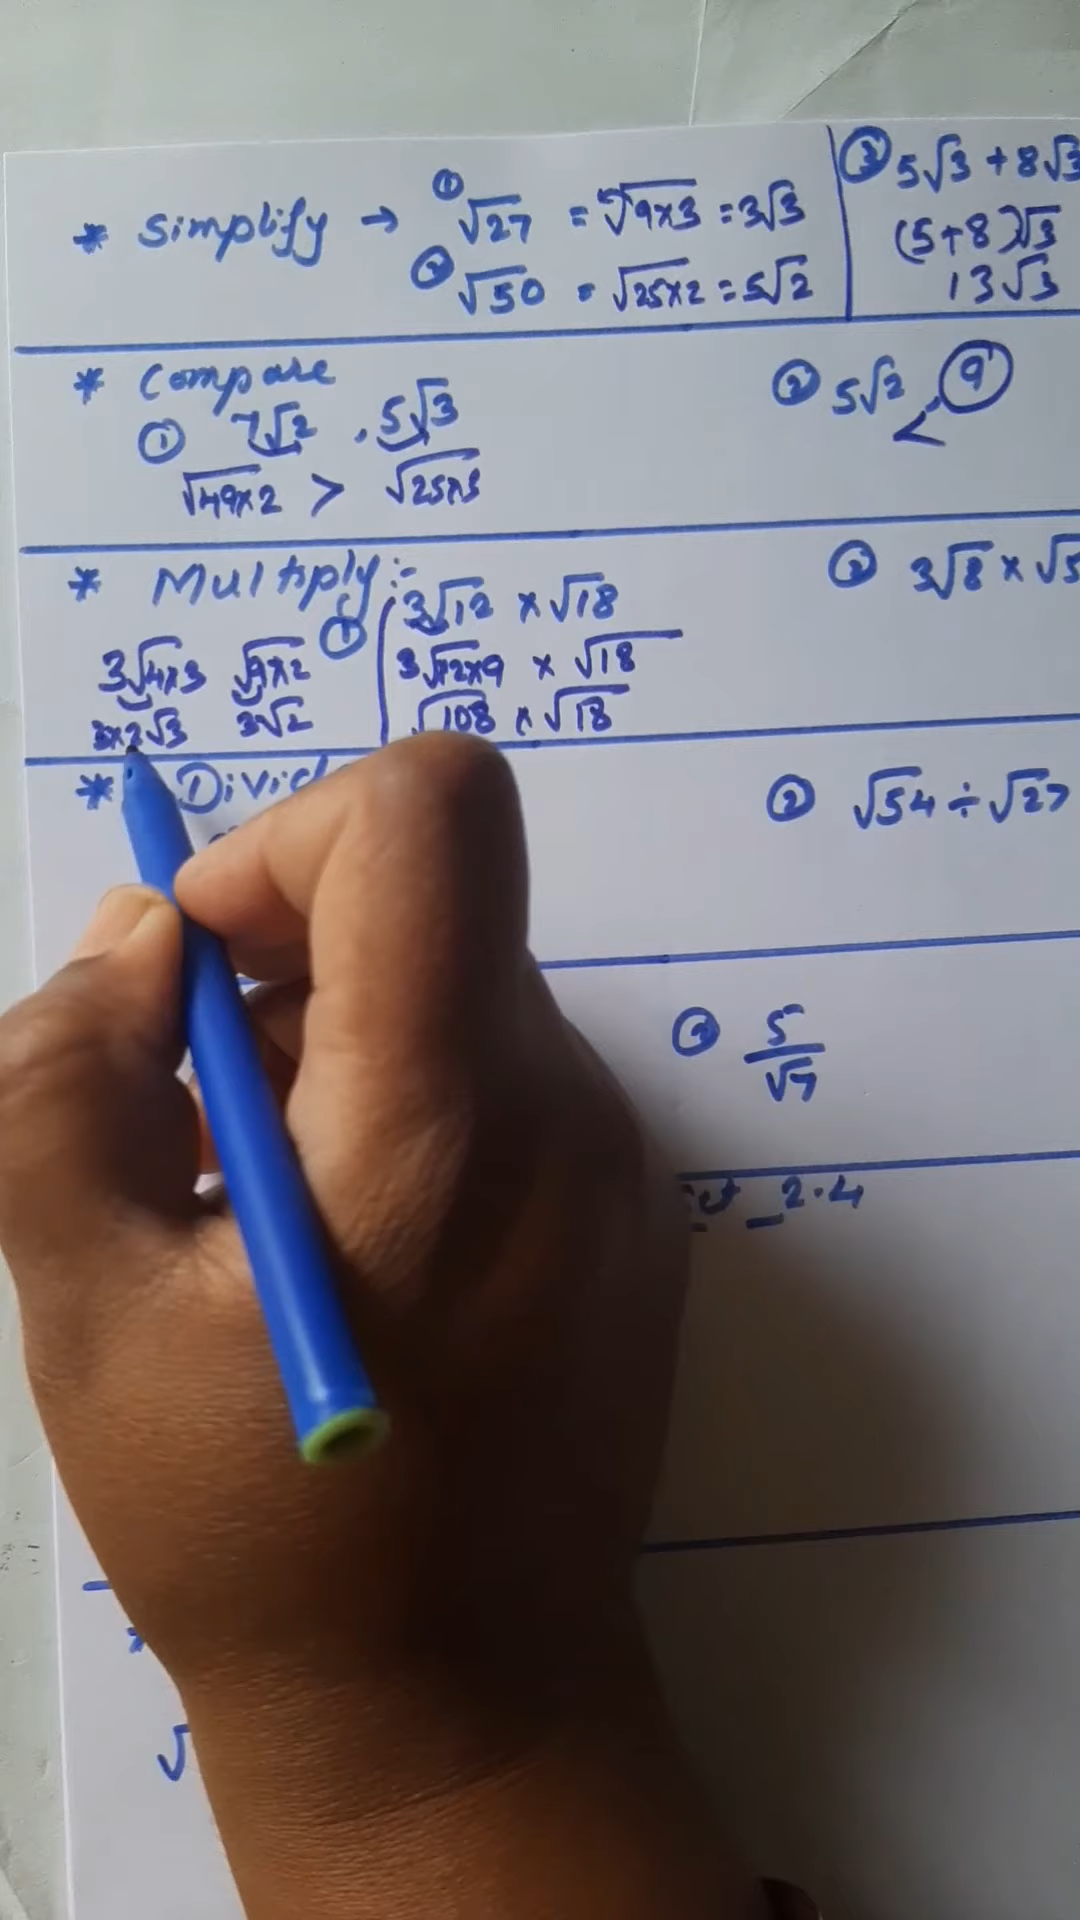 * Simplify → ① √27 = √9×3 = 3√3
② √50 = √25×2 = 5√2
③ 5√3 + 8√3
(5+8)√3
13√3
* Compare
① 7√2 , 5√3
√49×2 > √25×3
② 5√2 < 9
* Multiply :-
① 3√12 × √18
3√12×9 × √18
√108 × √18
3√4×3 √9×2
3×2√3 3√2
② 3√8 × √5
*
② √54 ÷ √27
② 5/√7
2.4
*
√